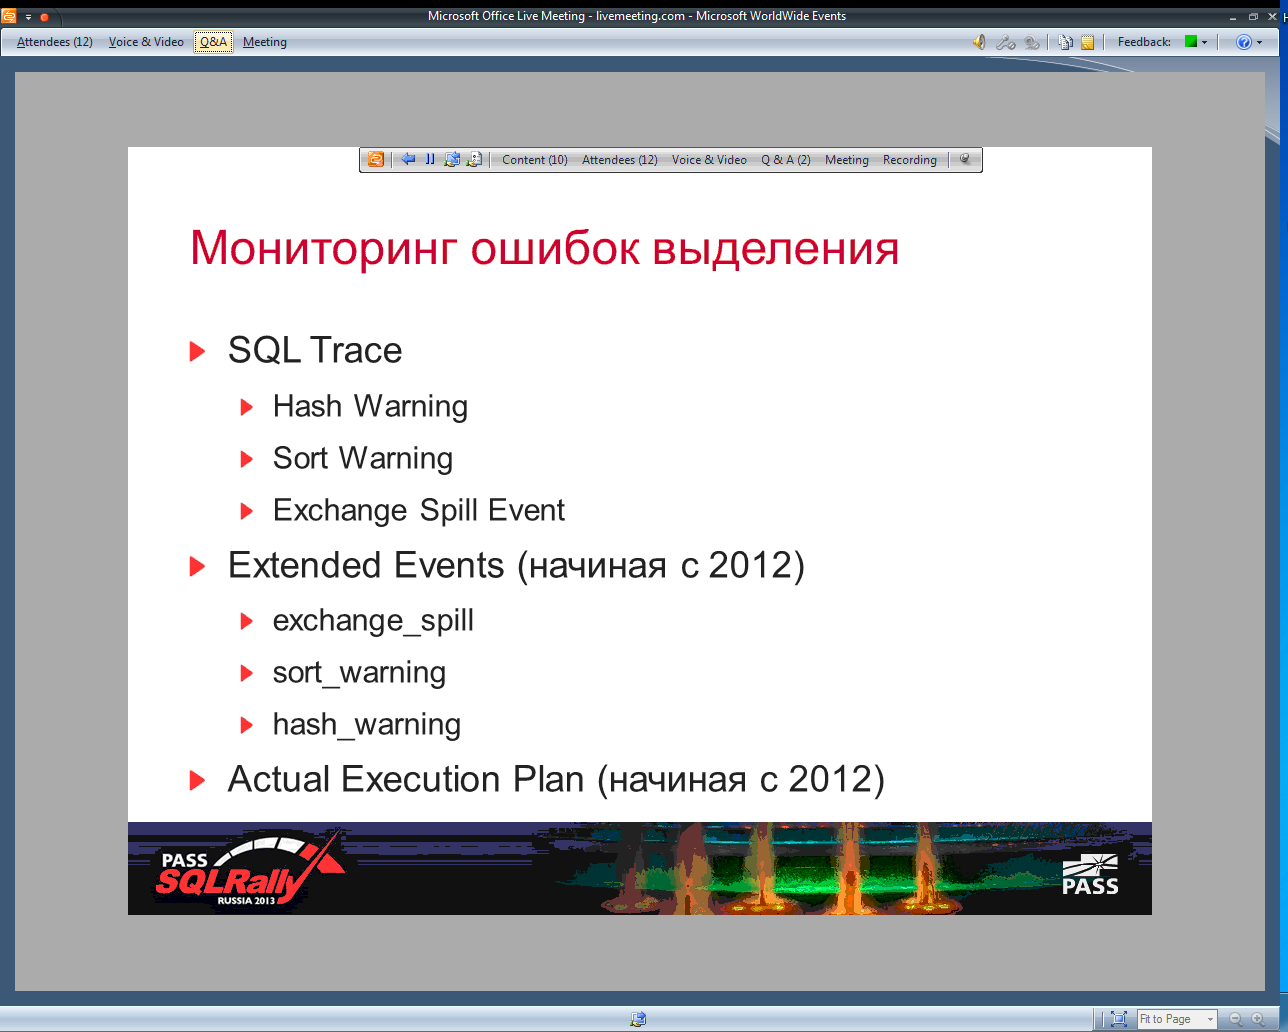 Microsoft Office Live Meeting - livemeeting.com - Microsoft WorldWide Events
Attendees (12) Voice & Video Q&A Meeting Feedback:
Content (10) Attendees (12) Voice & Video Q & A (2) Meeting Recording
Мониторинг ошибок выделения
SQL Trace
Hash Warning
Sort Warning
Exchange Spill Event
Extended Events (начиная с 2012)
exchange_spill
sort_warning
hash_warning
Actual Execution Plan (начиная с 2012)
PASS
SQLRally
RUSSIA 2013
PASS
Fit to Page